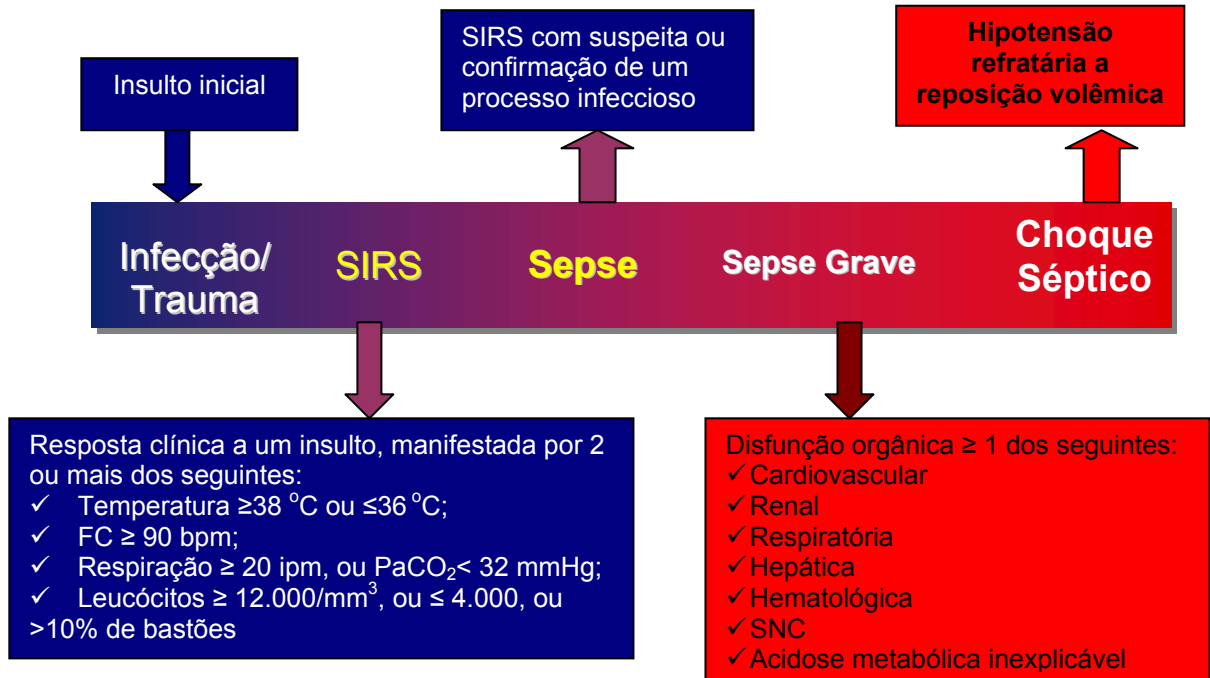 Insulto inicial
SIRS com suspeita ou
confirmação de um
processo infeccioso
Hipotensão
refratária a
reposição volêmica
Infecção/
Trauma
SIRS
Sepse
Sepse Grave
Choque
Séptico
Resposta clínica a um insulto, manifestada por 2
ou mais dos seguintes:
✓ Temperatura ≥38 °C ou ≤36 °C;
✓ FC ≥ 90 bpm;
✓ Respiração ≥ 20 ipm, ou PaCO₂< 32 mmHg;
✓ Leucócitos ≥ 12.000/mm³, ou ≤ 4.000, ou
>10% de bastões
Disfunção orgânica ≥ 1 dos seguintes:
✓Cardiovascular
✓Renal
✓Respiratória
✓Hepática
✓Hematológica
✓SNC
✓Acidose metabólica inexplicável